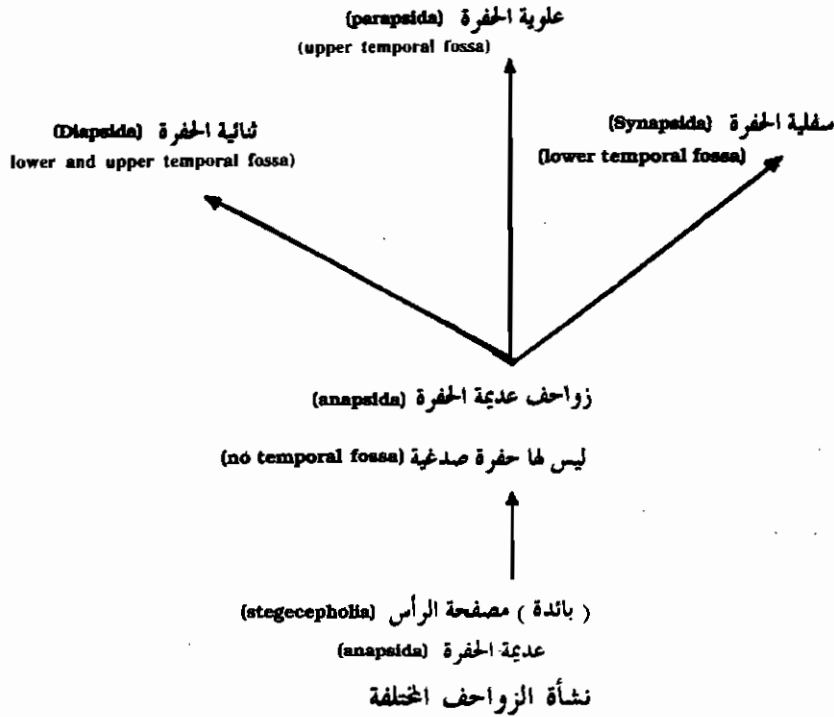 علوية الحفرة (parapsida)
(upper temporal fossa)
ثنائية الحفرة (Diapsida)
lower and upper temporal fossa)
سفلية الحفرة (Synapsida)
(lower temporal fossa)
زواحف عديمة الحفرة (anapsida)
ليس لها حفرة صدغية (no temporal fossa)
( بائدة ) مصفحة الرأس (stegecepholia)
عديمة الحفرة (anapsida)
نشأة الزواحف المختلفة